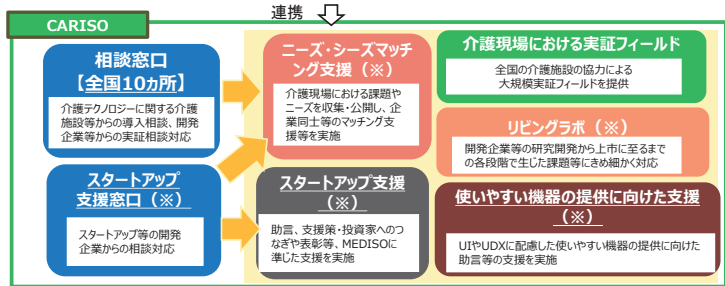 連携
CARISO
相談窓口
【全国10ヵ所】
介護テクノロジーに関する介護
施設等からの導入相談、開発
企業等からの実証相談対応
スタートアップ
支援窓口（※）
スタートアップ等の開発
企業からの相談対応
ニーズ・シーズマッ
チング支援（※）
介護現場における課題や
ニーズを収集・公開し、企
業同士等のマッチング支
援等を実施
スタートアップ支援
（※）
助言、支援策・投資家へのつ
なぎや表彰等、MEDISOに
準じた支援を実施
介護現場における実証フィールド
全国の介護施設の協力による
大規模実証フィールドを提供
リビングラボ（※）
開発企業等の研究開発から上市に至るまで
の各段階で生じた課題等にきめ細かく対応
使いやすい機器の提供に向けた支援
（※）
UIやUDXに配慮した使いやすい機器の提供に向けた
助言等の支援を実施